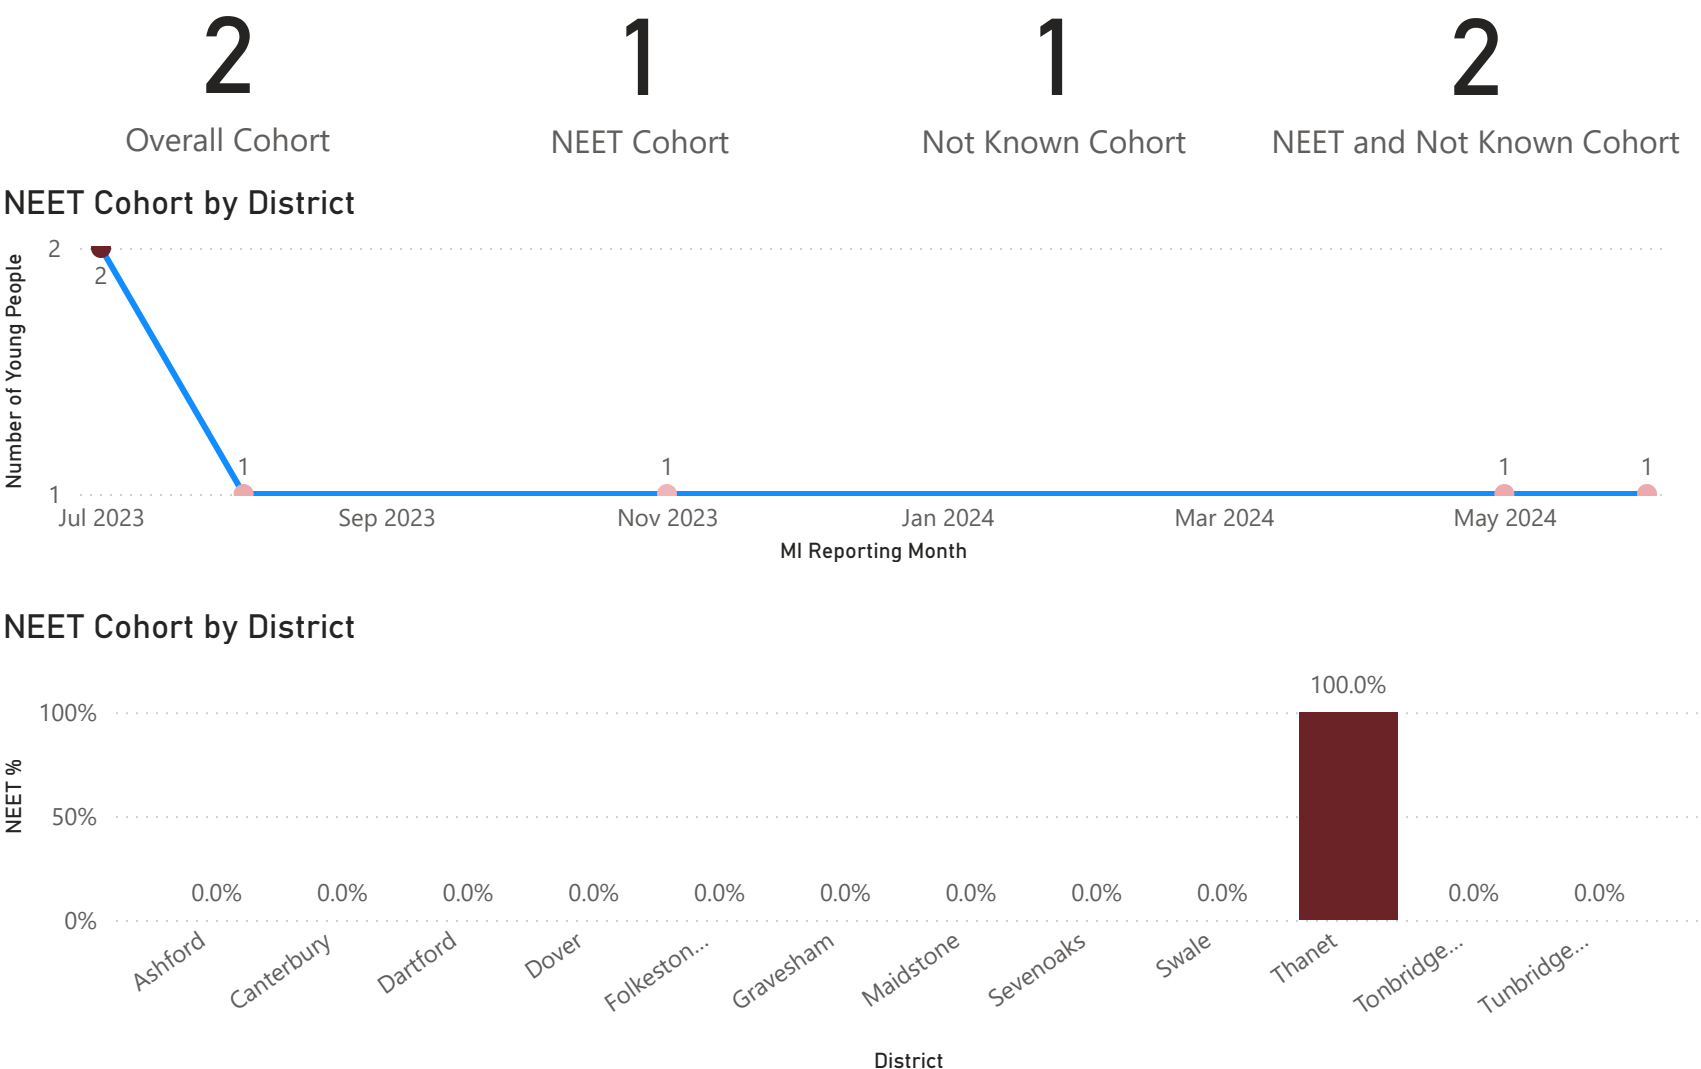 2 1 1 2
Overall Cohort NEET Cohort Not Known Cohort NEET and Not Known Cohort
NEET Cohort by District
Number of Young People
2
2
1 1 1 1
1
Jul 2023 Sep 2023 Nov 2023 Jan 2024 Mar 2024 May 2024
MI Reporting Month
NEET Cohort by District
NEET %
100.0%
100%
50%
0.0% 0.0% 0.0% 0.0% 0.0% 0.0% 0.0% 0.0% 0.0% 0.0% 0.0%
0%
Ashford Canterbury Dartford Dover Folkeston... Gravesham Maidstone Sevenoaks Swale Thanet Tonbridge... Tunbridge...
District